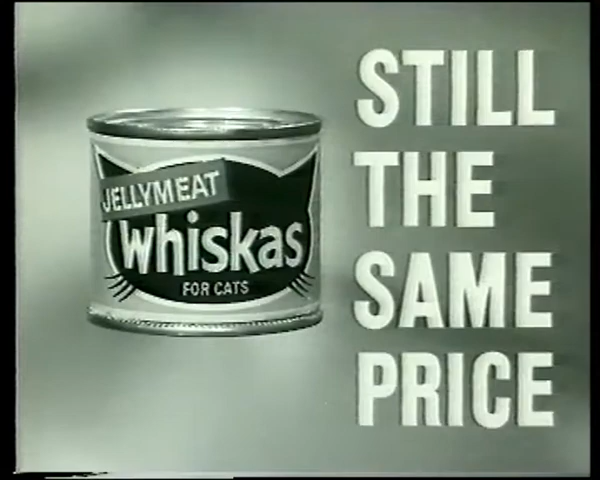 JELLYMEAT
Whiskas
FOR CATS
STILL
THE
SAME
PRICE